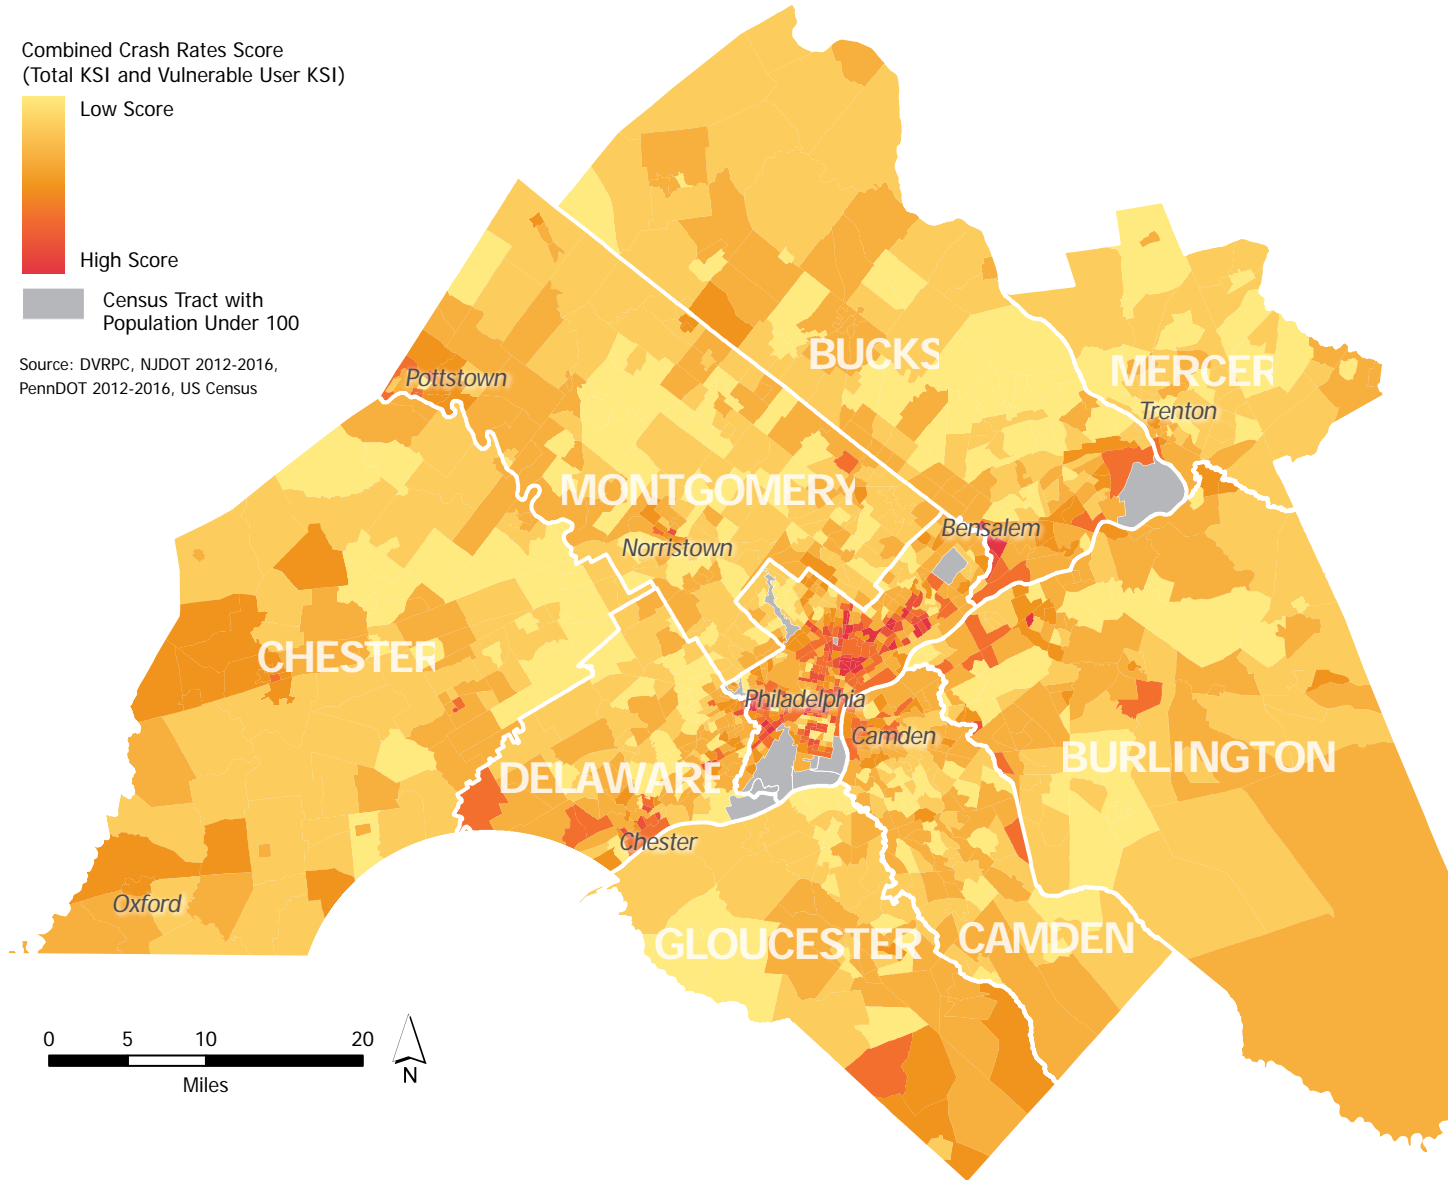 Combined Crash Rates Score
(Total KSI and Vulnerable User KSI)
Low Score
High Score
Census Tract with
Population Under 100
Source: DVRPC, NJDOT 2012-2016,
PennDOT 2012-2016, US Census
BUCKS
MERCER
Pottstown
Trenton
MONTGOMERY
Bensalem
Norristown
CHESTER
Philadelphia
Camden
BURLINGTON
DELAWARE
Chester
Oxford
GLOUCESTER
CAMDEN
0 5 10 20
Miles
N